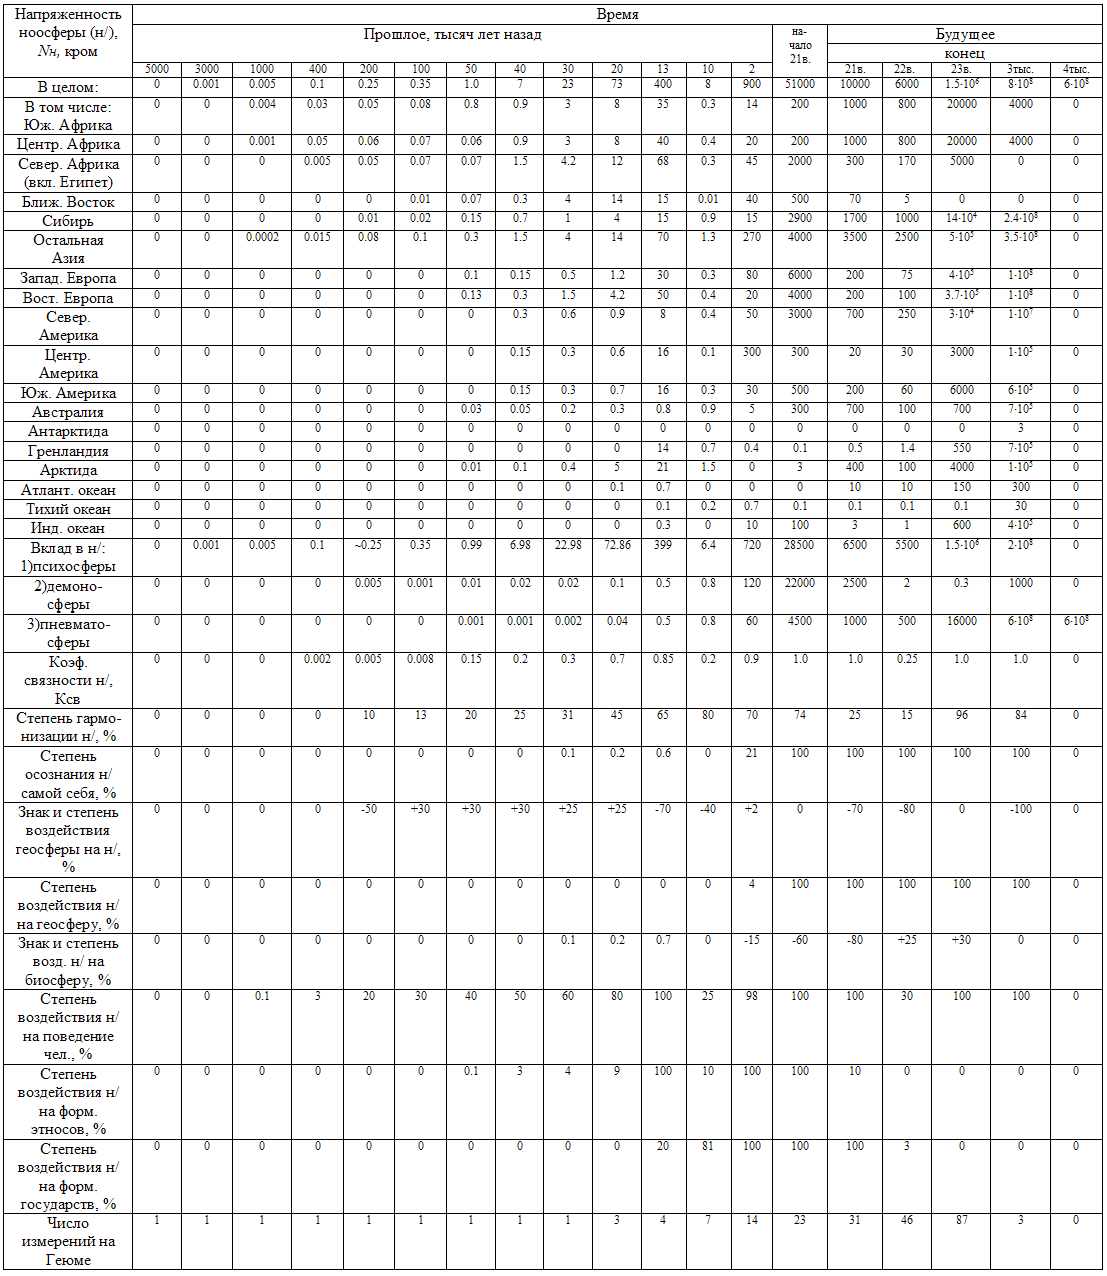 Напряженность ноосферы (н/), Nн, кром | Время
Прошлое, тысяч лет назад | на-чало 21в. | Будущее
конец
5000 | 3000 | 1000 | 400 | 200 | 100 | 50 | 40 | 30 | 20 | 13 | 10 | 2 | 21в. | 22в. | 23в. | 3тыс. | 4тыс.
В целом: | 0 | 0.001 | 0.005 | 0.1 | 0.25 | 0.35 | 1.0 | 7 | 23 | 73 | 400 | 8 | 900 | 51000 | 10000 | 6000 | 1.5·10⁶ | 8·10⁸ | 6·10⁸
В том числе: Юж. Африка | 0 | 0 | 0.004 | 0.03 | 0.05 | 0.08 | 0.8 | 0.9 | 3 | 8 | 35 | 0.3 | 14 | 200 | 1000 | 800 | 20000 | 4000 | 0
Центр. Африка | 0 | 0 | 0.001 | 0.05 | 0.06 | 0.07 | 0.06 | 0.9 | 3 | 8 | 40 | 0.4 | 20 | 200 | 1000 | 800 | 20000 | 4000 | 0
Север. Африка (вкл. Египет) | 0 | 0 | 0 | 0.005 | 0.05 | 0.07 | 0.07 | 1.5 | 4.2 | 12 | 68 | 0.3 | 45 | 2000 | 300 | 170 | 5000 | 0 | 0
Ближ. Восток | 0 | 0 | 0 | 0 | 0 | 0.01 | 0.07 | 0.3 | 4 | 14 | 15 | 0.01 | 40 | 500 | 70 | 5 | 0 | 0 | 0
Сибирь | 0 | 0 | 0 | 0 | 0.01 | 0.02 | 0.15 | 0.7 | 1 | 4 | 15 | 0.9 | 15 | 2900 | 1700 | 1000 | 14·10⁴ | 2.4·10⁸ | 0
Остальная Азия | 0 | 0 | 0.0002 | 0.015 | 0.08 | 0.1 | 0.3 | 1.5 | 4 | 14 | 70 | 1.3 | 270 | 4000 | 3500 | 2500 | 5·10⁵ | 3.5·10⁸ | 0
Запад. Европа | 0 | 0 | 0 | 0 | 0 | 0 | 0.1 | 0.15 | 0.5 | 1.2 | 30 | 0.3 | 80 | 6000 | 200 | 75 | 4·10⁵ | 1·10⁸ | 0
Вост. Европа | 0 | 0 | 0 | 0 | 0 | 0 | 0.13 | 0.3 | 1.5 | 4.2 | 50 | 0.4 | 20 | 4000 | 200 | 100 | 3.7·10⁵ | 1·10⁸ | 0
Север. Америка | 0 | 0 | 0 | 0 | 0 | 0 | 0 | 0.3 | 0.6 | 0.9 | 8 | 0.4 | 50 | 3000 | 700 | 250 | 3·10⁴ | 1·10⁷ | 0
Центр. Америка | 0 | 0 | 0 | 0 | 0 | 0 | 0 | 0.15 | 0.3 | 0.6 | 16 | 0.1 | 300 | 300 | 20 | 30 | 3000 | 1·10⁵ | 0
Юж. Америка | 0 | 0 | 0 | 0 | 0 | 0 | 0 | 0.15 | 0.3 | 0.7 | 16 | 0.3 | 30 | 500 | 200 | 60 | 6000 | 6·10⁵ | 0
Австралия | 0 | 0 | 0 | 0 | 0 | 0 | 0.03 | 0.05 | 0.2 | 0.3 | 0.8 | 0.9 | 5 | 300 | 700 | 100 | 700 | 7·10⁵ | 0
Антарктида | 0 | 0 | 0 | 0 | 0 | 0 | 0 | 0 | 0 | 0 | 0 | 0 | 0 | 0 | 0 | 0 | 0 | 3 | 0
Гренландия | 0 | 0 | 0 | 0 | 0 | 0 | 0 | 0 | 0 | 0 | 14 | 0.7 | 0.4 | 0.1 | 0.5 | 1.4 | 550 | 7·10⁵ | 0
Арктида | 0 | 0 | 0 | 0 | 0 | 0 | 0.01 | 0.1 | 0.4 | 5 | 21 | 1.5 | 0 | 3 | 400 | 100 | 4000 | 1·10⁵ | 0
Атлант. океан | 0 | 0 | 0 | 0 | 0 | 0 | 0 | 0 | 0 | 0.1 | 0.7 | 0 | 0 | 0 | 10 | 10 | 150 | 300 | 0
Тихий океан | 0 | 0 | 0 | 0 | 0 | 0 | 0 | 0 | 0 | 0 | 0.1 | 0.2 | 0.7 | 0.1 | 0.1 | 0.1 | 0.1 | 30 | 0
Инд. океан | 0 | 0 | 0 | 0 | 0 | 0 | 0 | 0 | 0 | 0 | 0.3 | 0 | 10 | 100 | 3 | 1 | 600 | 4·10⁵ | 0
Вклад в н/: 1)психосферы | 0 | 0.001 | 0.005 | 0.1 | ~0.25 | 0.35 | 0.99 | 6.98 | 22.98 | 72.86 | 399 | 6.4 | 720 | 28500 | 6500 | 5500 | 1.5·10⁶ | 2·10⁸ | 0
2)демоно-сферы | 0 | 0 | 0 | 0 | 0.005 | 0.001 | 0.01 | 0.02 | 0.02 | 0.1 | 0.5 | 0.8 | 120 | 22000 | 2500 | 2 | 0.3 | 1000 | 0
3)пневмато-сферы | 0 | 0 | 0 | 0 | 0 | 0 | 0.001 | 0.001 | 0.002 | 0.04 | 0.5 | 0.8 | 60 | 4500 | 1000 | 500 | 16000 | 6·10⁸ | 6·10⁸
Коэф. связности н/, Ксв | 0 | 0 | 0 | 0.002 | 0.005 | 0.008 | 0.15 | 0.2 | 0.3 | 0.7 | 0.85 | 0.2 | 0.9 | 1.0 | 1.0 | 0.25 | 1.0 | 1.0 | 0
Степень гармо-низации н/, % | 0 | 0 | 0 | 0 | 10 | 13 | 20 | 25 | 31 | 45 | 65 | 80 | 70 | 74 | 25 | 15 | 96 | 84 | 0
Степень осознания н/ самой себя, % | 0 | 0 | 0 | 0 | 0 | 0 | 0 | 0 | 0.1 | 0.2 | 0.6 | 0 | 21 | 100 | 100 | 100 | 100 | 100 | 0
Знак и степень воздействия геосферы на н/, % | 0 | 0 | 0 | 0 | -50 | +30 | +30 | +30 | +25 | +25 | -70 | -40 | +2 | 0 | -70 | -80 | 0 | -100 | 0
Степень воздействия н/ на геосферу, % | 0 | 0 | 0 | 0 | 0 | 0 | 0 | 0 | 0 | 0 | 0 | 0 | 4 | 100 | 100 | 100 | 100 | 100 | 0
Знак и степень возд. н/ на биосферу, % | 0 | 0 | 0 | 0 | 0 | 0 | 0 | 0 | 0.1 | 0.2 | 0.7 | 0 | -15 | -60 | -80 | +25 | +30 | 0 | 0
Степень воздействия н/ на поведение чел., % | 0 | 0 | 0.1 | 3 | 20 | 30 | 40 | 50 | 60 | 80 | 100 | 25 | 98 | 100 | 100 | 30 | 100 | 100 | 0
Степень воздействия н/ на форм. этносов, % | 0 | 0 | 0 | 0 | 0 | 0 | 0.1 | 3 | 4 | 9 | 100 | 10 | 100 | 100 | 10 | 0 | 0 | 0 | 0
Степень воздействия н/ на форм. государств, % | 0 | 0 | 0 | 0 | 0 | 0 | 0 | 0 | 0 | 0 | 20 | 81 | 100 | 100 | 100 | 3 | 0 | 0 | 0
Число измерений на Геюме | 1 | 1 | 1 | 1 | 1 | 1 | 1 | 1 | 1 | 3 | 4 | 7 | 14 | 23 | 31 | 46 | 87 | 3 | 0